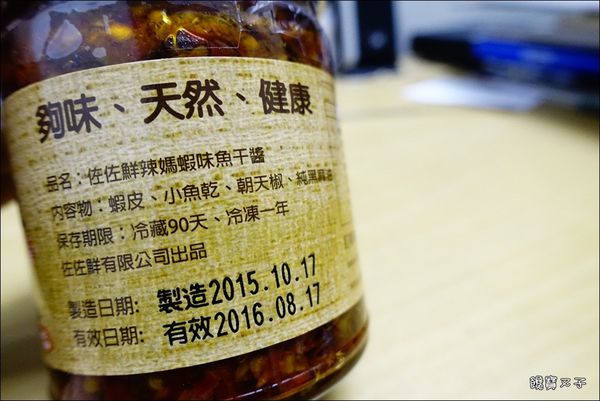 夠味、天然、健康
品名：佐佐鮮辣媽蝦味魚干醬
內容物：蝦皮、小魚乾、朝天椒、純黑麻油
保存期限：冷藏90天、冷凍一年
佐佐鮮有限公司出品
製造日期： 製造2015.10.17
有效日期： 有效2016.08.17
饞寶ㄡ子